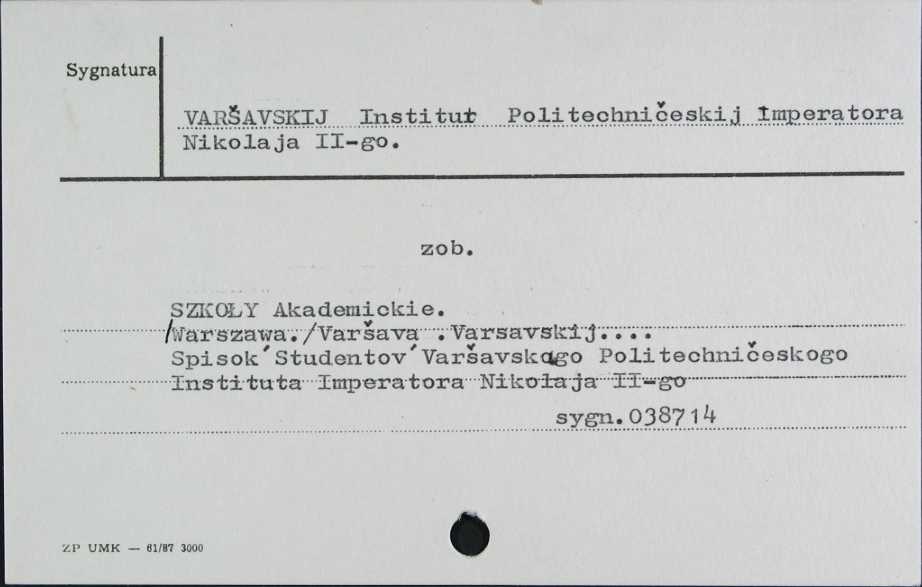 Sygnatura
VARŠAVSKIJ Institut Politechničeskij Imperatora
Nikolaja II-go.
zob.
SZKOŁY Akademickie.
/Warszawa./Varšava .Varsavskij....
Spisok Studentov Varšavskago Politechničeskogo
Instituta Imperatora Nikolaja II-go
sygn.038714
ZP UMK — 61/87 3000